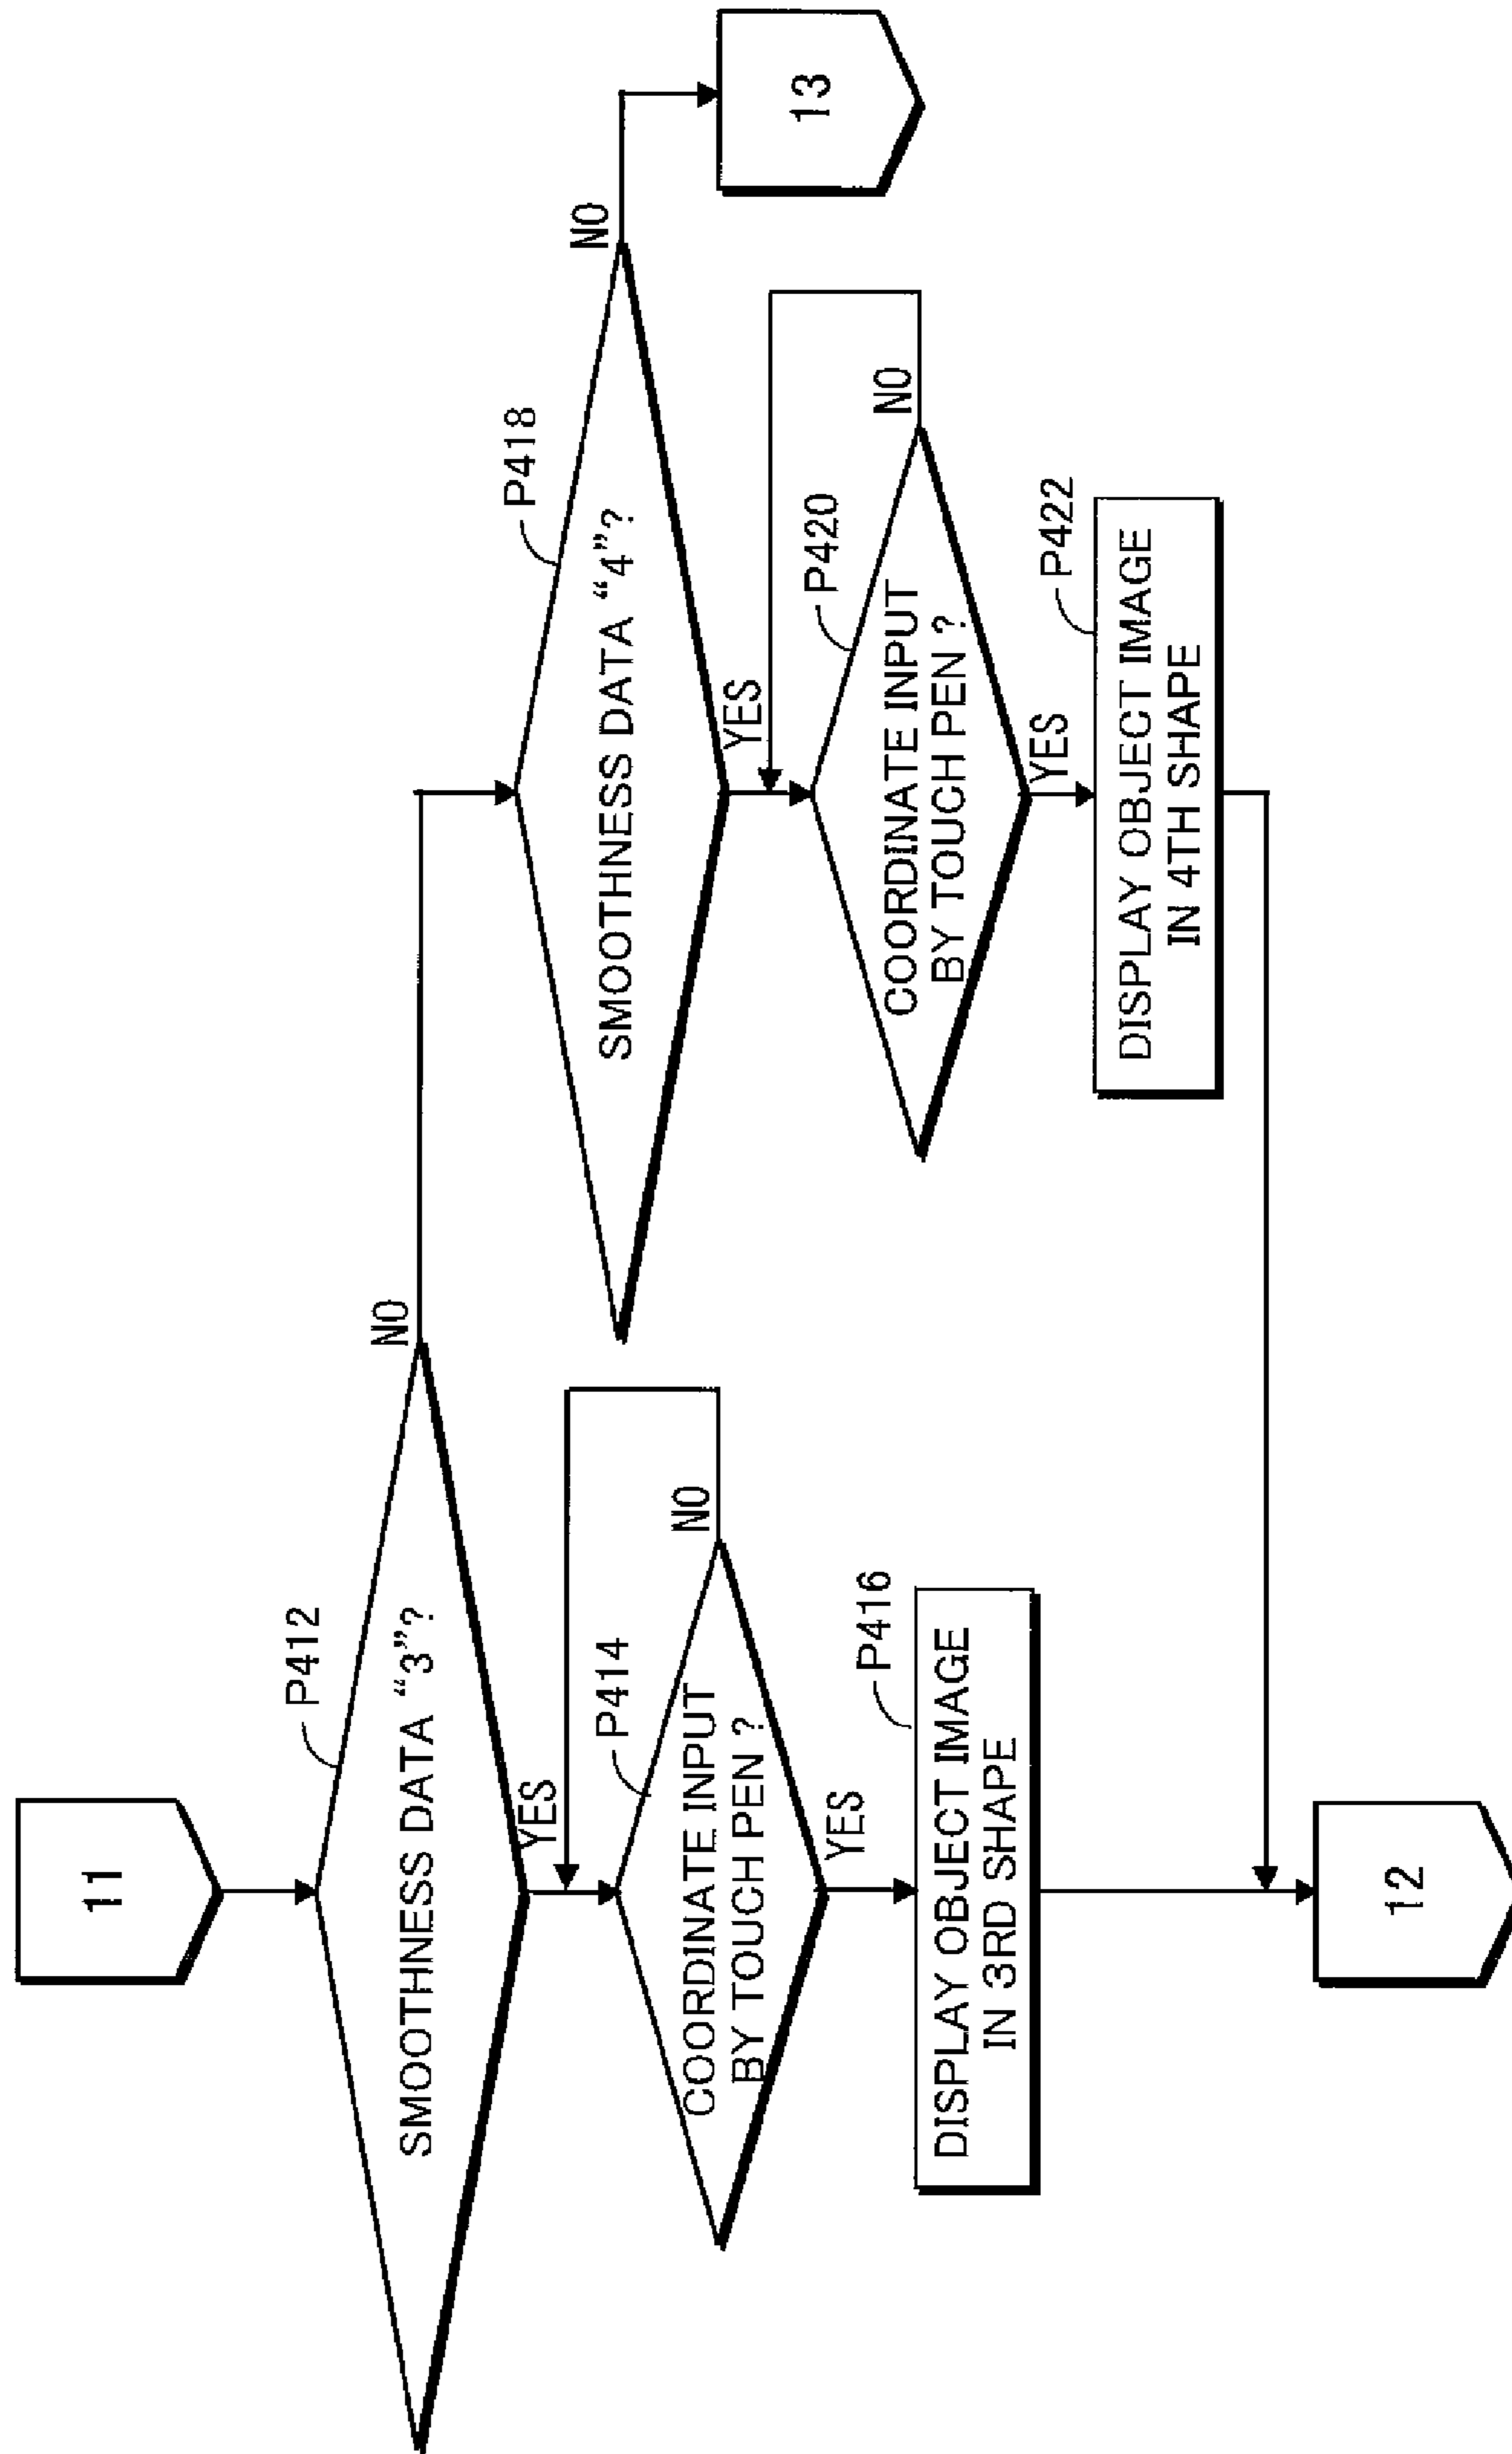 11
P412
SMOOTHNESS DATA “3”?
NO
YES
P414
COORDINATE INPUT
BY TOUCH PEN ?
NO
YES
P416
DISPLAY OBJECT IMAGE
IN 3RD SHAPE
12
P418
SMOOTHNESS DATA “4”?
NO
13
YES
P420
COORDINATE INPUT
BY TOUCH PEN ?
NO
YES
P422
DISPLAY OBJECT IMAGE
IN 4TH SHAPE